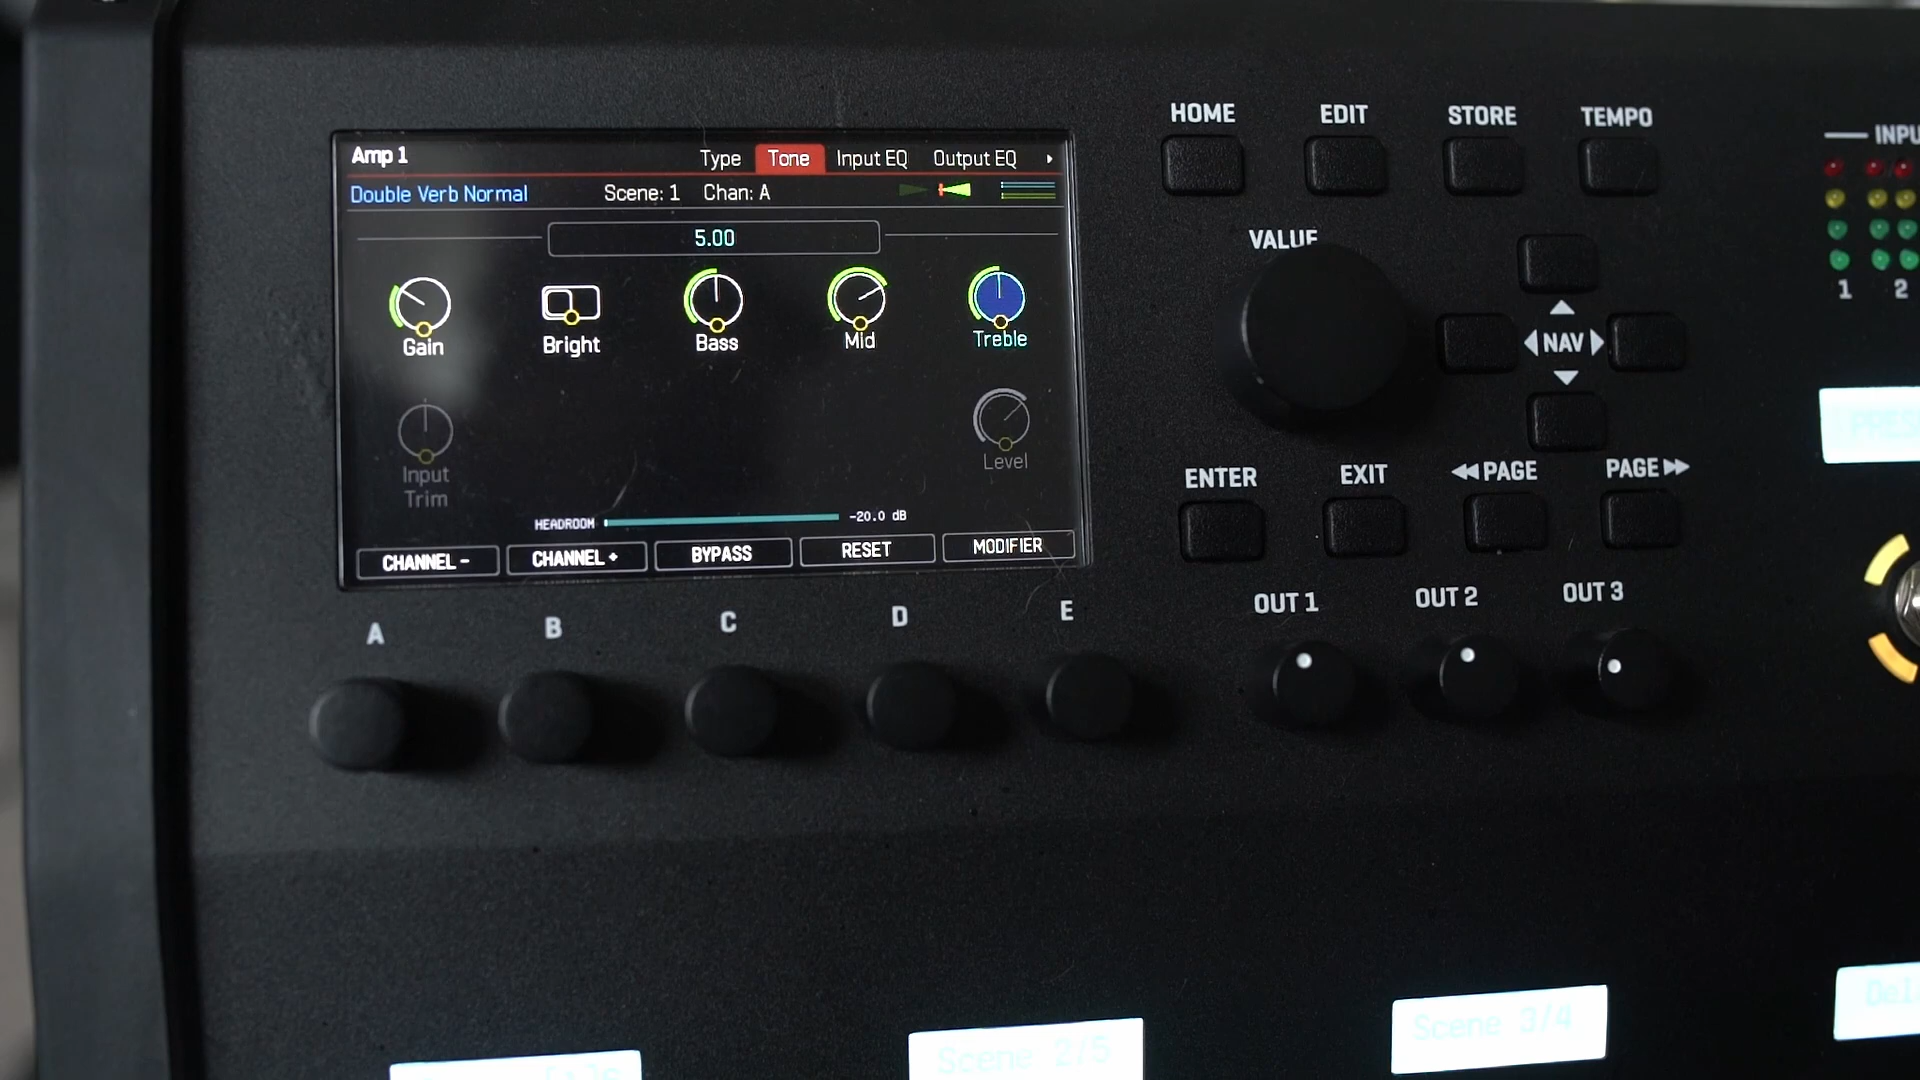 Amp 1
Type Tone Input EQ Output EQ
Double Verb Normal Scene: 1 Chan: A
5.00
Gain Bright Bass Mid Treble
Input Trim Level
HEADROOM -20.0 dB
CHANNEL - CHANNEL + BYPASS RESET MODIFIER
A B C D E
HOME EDIT STORE TEMPO
VALUE
NAV
ENTER EXIT PAGE PAGE
OUT 1 OUT 2 OUT 3
1 2
Scene 2/5
Scene 3/4